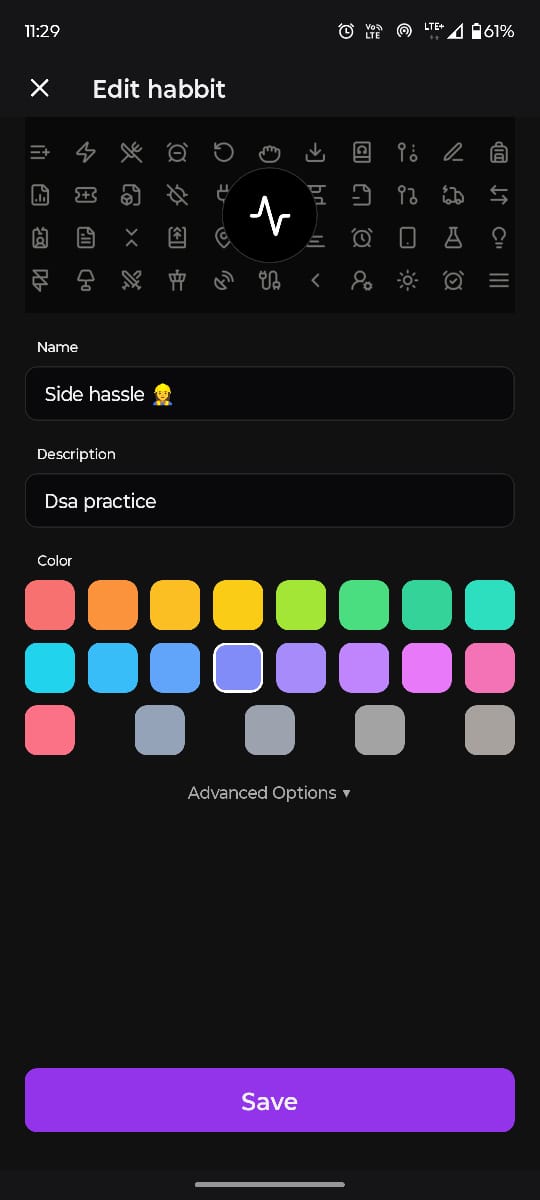 11:29
Vo LTE
LTE+
61%
Edit habbit
Name
Side hassle 👷‍♀️
Description
Dsa practice
Color
Advanced Options ▾
Save